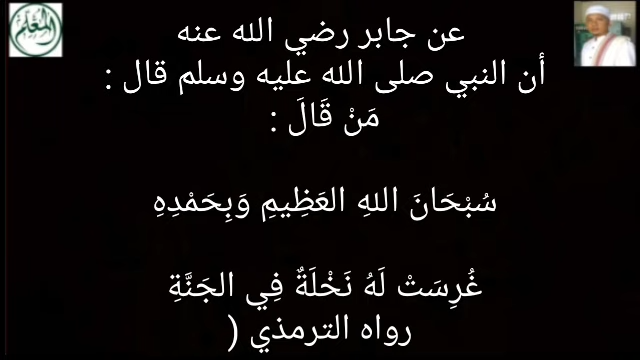 المعلم
عن جابر رضي الله عنه
أن النبي صلى الله عليه وسلم قال :
مَنْ قَالَ :
سُبْحَانَ اللهِ العَظِيمِ وَبِحَمْدِهِ
غُرِسَتْ لَهُ نَخْلَةٌ فِي الجَنَّةِ
رواه الترمذي (